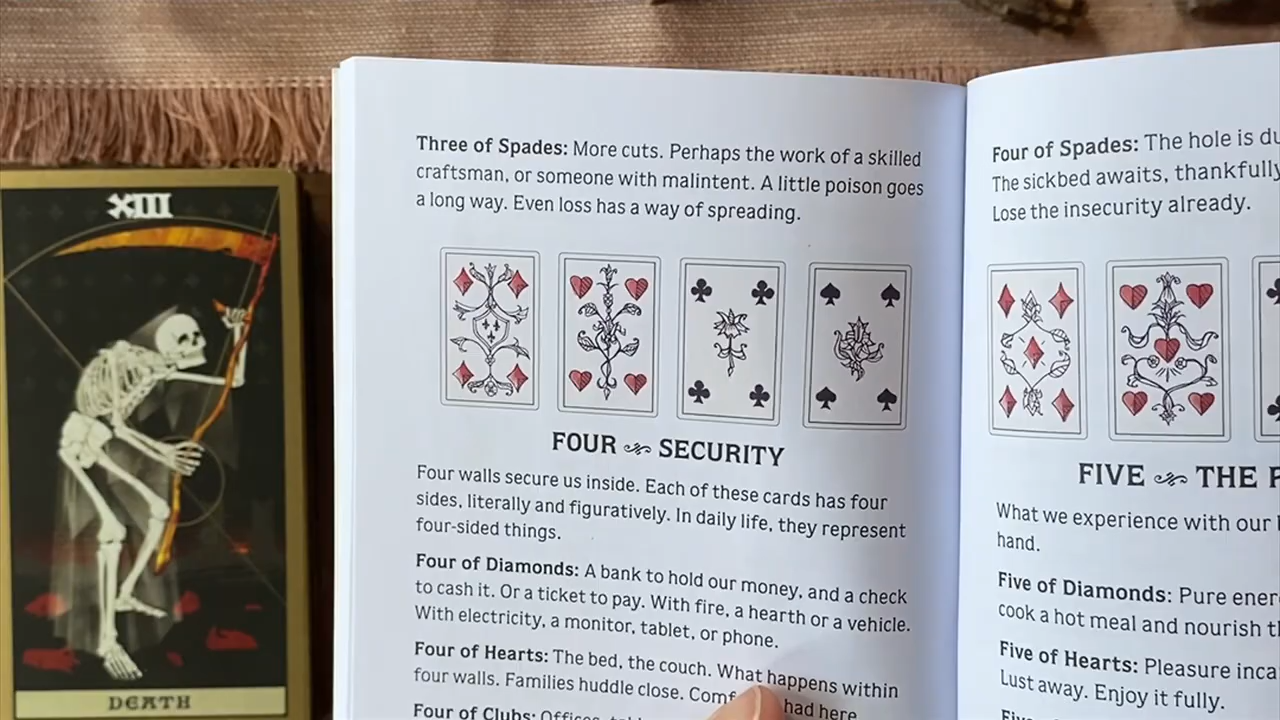 XIII
DEATH
Three of Spades: More cuts. Perhaps the work of a skilled
craftsman, or someone with malintent. A little poison goes
a long way. Even loss has a way of spreading.
FOUR SECURITY
Four walls secure us inside. Each of these cards has four
sides, literally and figuratively. In daily life, they represent
four-sided things.
Four of Diamonds: A bank to hold our money, and a check
to cash it. Or a ticket to pay. With fire, a hearth or a vehicle.
With electricity, a monitor, tablet, or phone.
Four of Hearts: The bed, the couch. What happens within
four walls. Families huddle close. had here
Four of Clubs:
Four of Spades: The hole is
The sickbed awaits, thankfully
Lose the insecurity already.
FIVE THE
What we experience with our
hand.
Five of Diamonds: Pure
cook a hot meal and nourish
Five of Hearts: Pleasure
Lust away. Enjoy it fully.